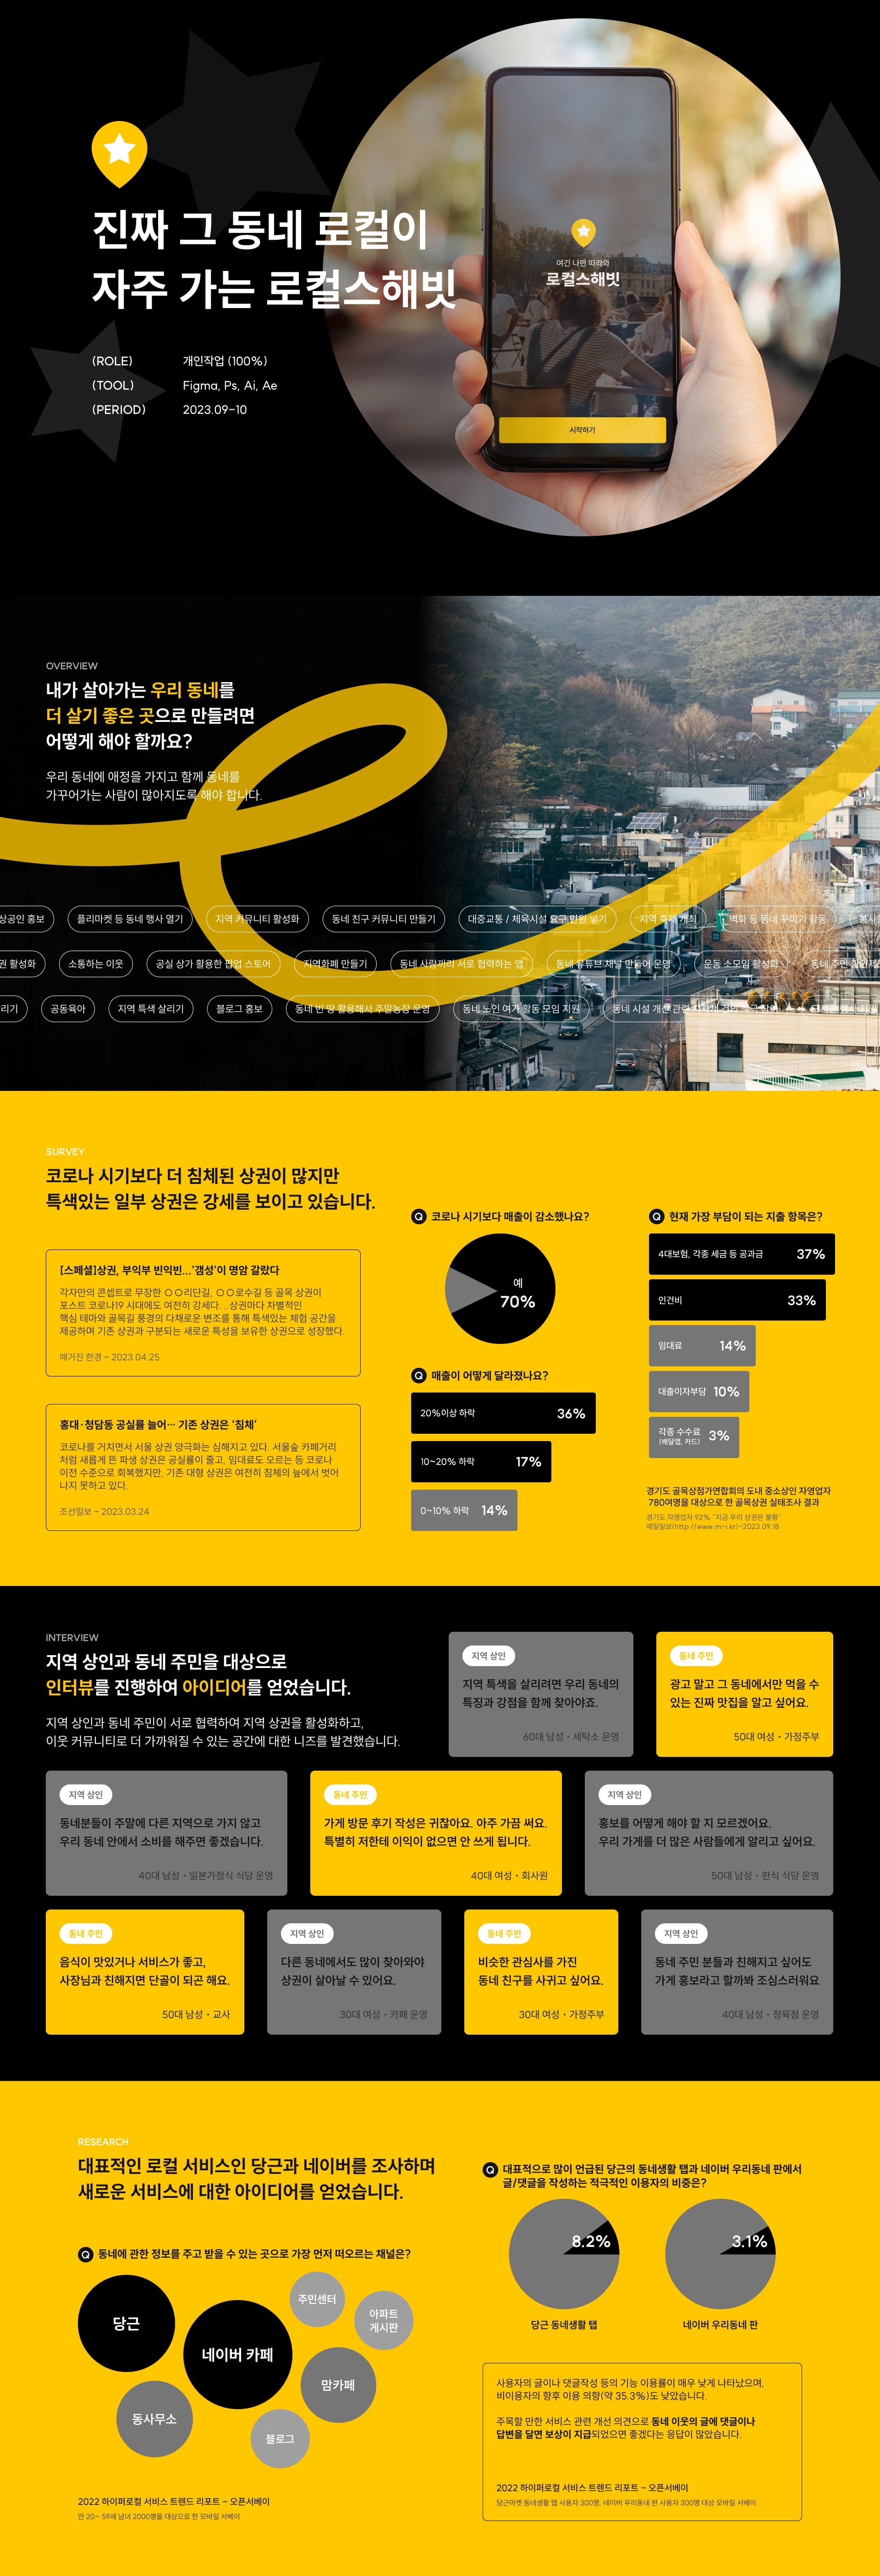 진짜 그 동네 로컬이
자주 가는 로컬스해빗
(ROLE) 개인작업 (100%)
(TOOL) Figma, Ps, Ai, Ae
(PERIOD) 2023.09-10
여긴 나만 따라와
로컬스해빗
시작하기
OVERVIEW
내가 살아가는 우리 동네를
더 살기 좋은 곳으로 만들려면
어떻게 해야 할까요?
우리 동네에 애정을 가지고 함께 동네를
가꾸어가는 사람이 많아지도록 해야 합니다.
상공인 홍보 플리마켓 등 동네 행사 열기 지역 커뮤니티 활성화 동네 친구 커뮤니티 만들기 대중교통 / 체육시설 요구 민원 넣기 지역 축제 개최 벽화 등 동네 꾸미기 활동
권 활성화 소통하는 이웃 공실 상가 활용한 팝업 스토어 지역화폐 만들기 동네 사람끼리 서로 협력하는 앱 동네 유튜브 채널 만들어 운영 운동 소모임 활성화 동네 주민
리기 공동육아 지역 특색 살리기 블로그 홍보 동네 빈 땅 활용해서 주말농장 운영 동네 노인 여가 활동 모임 지원 동네 시설 개선 관련
SURVEY
코로나 시기보다 더 침체된 상권이 많지만
특색있는 일부 상권은 강세를 보이고 있습니다.
[스페셜]상권, 부익부 빈익빈...'갬성'이 명암 갈랐다
각자만의 콘셉트로 무장한 ○○리단길, ○○로수길 등 골목 상권이
포스트 코로나19 시대에도 여전히 강세다. ..상권마다 차별적인
핵심 테마와 골목길 풍경의 다채로운 변조를 통해 특색있는 체험 공간을
제공하며 기존 상권과 구분되는 새로운 특성을 보유한 상권으로 성장했다.
매거진 한경 - 2023.04.25
홍대·청담동 공실률 늘어… 기존 상권은 ‘침체’
코로나를 거치면서 서울 상권 양극화는 심해지고 있다. 서울숲 카페거리
처럼 새롭게 뜬 파생 상권은 공실률이 줄고, 임대료도 오르는 등 코로나
이전 수준으로 회복했지만, 기존 대형 상권은 여전히 침체의 늪에서 벗어
나지 못하고 있다.
조선일보 - 2023.03.24
Q 코로나 시기보다 매출이 감소했나요?
예
70%
Q 매출이 어떻게 달라졌나요?
20%이상 하락 36%
10~20% 하락 17%
0~10% 하락 14%
Q 현재 가장 부담이 되는 지출 항목은?
4대보험, 각종 세금 등 공과금 37%
인건비 33%
임대료 14%
대출이자부담 10%
각종 수수료 3%
(배달앱, 카드)
경기도 골목상점가연합회의 도내 중소상인 자영업자
780여명을 대상으로 한 골목상권 실태조사 결과
경기도 자영업자 92%, "지금 우리 상권은 불황"
매일일보(http://www.m-i.kr)-2023.09.18
INTERVIEW
지역 상인과 동네 주민을 대상으로
인터뷰를 진행하여 아이디어를 얻었습니다.
지역 상인과 동네 주민이 서로 협력하여 지역 상권을 활성화하고,
이웃 커뮤니티로 더 가까워질 수 있는 공간에 대한 니즈를 발견했습니다.
지역 상인
지역 특색을 살리려면 우리 동네의
특징과 강점을 함께 찾아야죠.
60대 남성・세탁소 운영
동네 주민
광고 말고 그 동네에서만 먹을 수
있는 진짜 맛집을 알고 싶어요.
50대 여성・가정주부
지역 상인
동네분들이 주말에 다른 지역으로 가지 않고
우리 동네 안에서 소비를 해주면 좋겠습니다.
40대 남성・일본가정식 식당 운영
동네 주민
가게 방문 후기 작성은 귀찮아요. 아주 가끔 써요.
특별히 저한테 이익이 없으면 안 쓰게 됩니다.
40대 여성・회사원
지역 상인
홍보를 어떻게 해야 할 지 모르겠어요.
우리 가게를 더 많은 사람들에게 알리고 싶어요.
50대 남성・한식 식당 운영
동네 주민
음식이 맛있거나 서비스가 좋고,
사장님과 친해지면 단골이 되곤 해요.
50대 남성・교사
지역 상인
다른 동네에서도 많이 찾아와야
상권이 살아날 수 있어요.
30대 여성・카페 운영
동네 주민
비슷한 관심사를 가진
동네 친구를 사귀고 싶어요.
30대 여성・가정주부
지역 상인
동네 주민 분들과 친해지고 싶어도
가게 홍보라고 할까봐 조심스러워요
40대 남성・정육점 운영
RESEARCH
대표적인 로컬 서비스인 당근과 네이버를 조사하며
새로운 서비스에 대한 아이디어를 얻었습니다.
Q 동네에 관한 정보를 주고 받을 수 있는 곳으로 가장 먼저 떠오르는 채널은?
당근
네이버 카페
주민센터
아파트
게시판
맘카페
동사무소
블로그
2022 하이퍼로컬 서비스 트렌드 리포트 - 오픈서베이
만 20~ 59세 남녀 2000명을 대상으로 한 모바일 서베이
Q 대표적으로 많이 언급된 당근의 동네생활 탭과 네이버 우리동네 판에서
글/댓글을 작성하는 적극적인 이용자의 비중은?
8.2%
3.1%
당근 동네생활 탭
네이버 우리동네 판
사용자의 글이나 댓글작성 등의 기능 이용률이 매우 낮게 나타났으며,
비이용자의 향후 이용 의향(약 35.3%)도 낮았습니다.
주목할 만한 서비스 관련 개선 의견으로 동네 이웃의 글에 댓글이나
답변을 달면 보상이 지급되었으면 좋겠다는 응답이 많았습니다.
2022 하이퍼로컬 서비스 트렌드 리포트 - 오픈서베이
당근마켓 동네생활 탭 사용자 300명, 네이버 우리동네 판 사용자 300명 대상 모바일 서베이